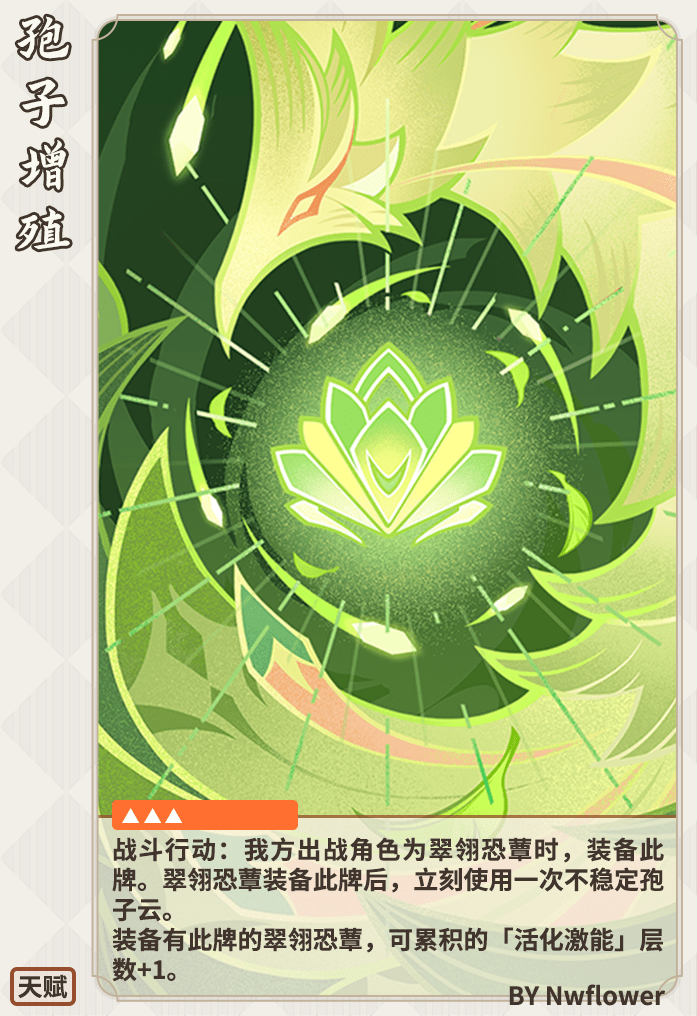 孢子增殖
战斗行动：我方出战角色为翠翎恐蕈时，装备此
牌。翠翎恐蕈装备此牌后，立刻使用一次不稳定孢
子云。
装备有此牌的翠翎恐蕈，可累积的「活化激能」层
数+1。
天赋
BY Nwflower